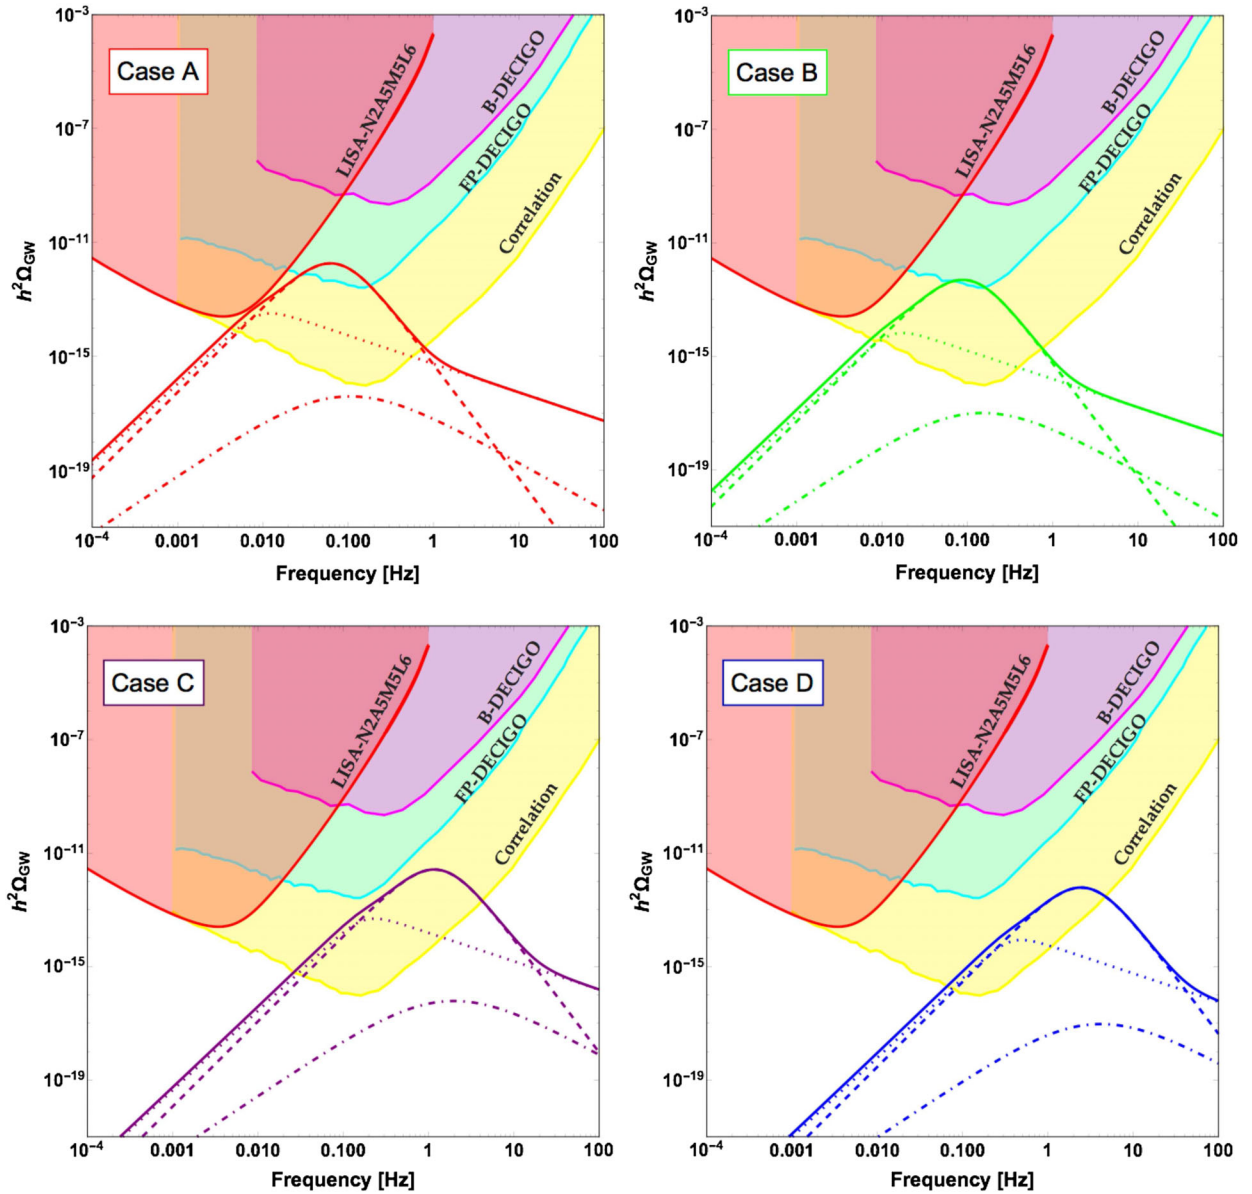 10⁻³
Case A
LISA-N2A5M5L6
B-DECIGO
FP-DECIGO
Correlation
10⁻⁷
10⁻¹¹
10⁻¹⁵
10⁻¹⁹
h²Ω_GW
10⁻⁴ 0.001 0.010 0.100 1 10 100
Frequency [Hz]
10⁻³
Case B
LISA-N2A5M5L6
B-DECIGO
FP-DECIGO
Correlation
10⁻⁷
10⁻¹¹
10⁻¹⁵
10⁻¹⁹
h²Ω_GW
10⁻⁴ 0.001 0.010 0.100 1 10 100
Frequency [Hz]
10⁻³
Case C
LISA-N2A5M5L6
B-DECIGO
FP-DECIGO
Correlation
10⁻⁷
10⁻¹¹
10⁻¹⁵
10⁻¹⁹
h²Ω_GW
10⁻⁴ 0.001 0.010 0.100 1 10 100
Frequency [Hz]
10⁻³
Case D
LISA-N2A5M5L6
B-DECIGO
FP-DECIGO
Correlation
10⁻⁷
10⁻¹¹
10⁻¹⁵
10⁻¹⁹
h²Ω_GW
10⁻⁴ 0.001 0.010 0.100 1 10 100
Frequency [Hz]